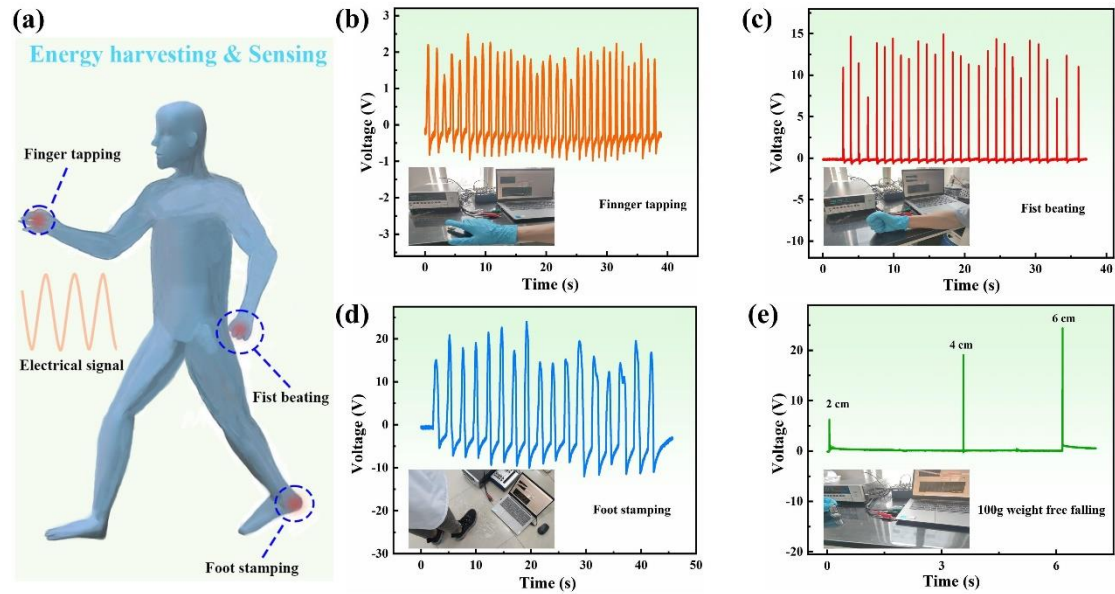 (a)
Energy harvesting & Sensing
Finger tapping
Electrical signal
Fist beating
Foot stamping
(b)
Voltage (V)
3
2
1
0
-1
-2
-3
Finnger tapping
0
10
20
30
40
Time (s)
(c)
Voltage (V)
15
10
5
0
-5
-10
Fist beating
0
10
20
30
40
Time (s)
(d)
Voltage (V)
20
10
0
-10
-20
-30
Foot stamping
0
10
20
30
40
Time (s)
(e)
Voltage (V)
20
10
0
-10
-20
2 cm
4 cm
6 cm
100g weight free falling
0
3
6
Time (s)